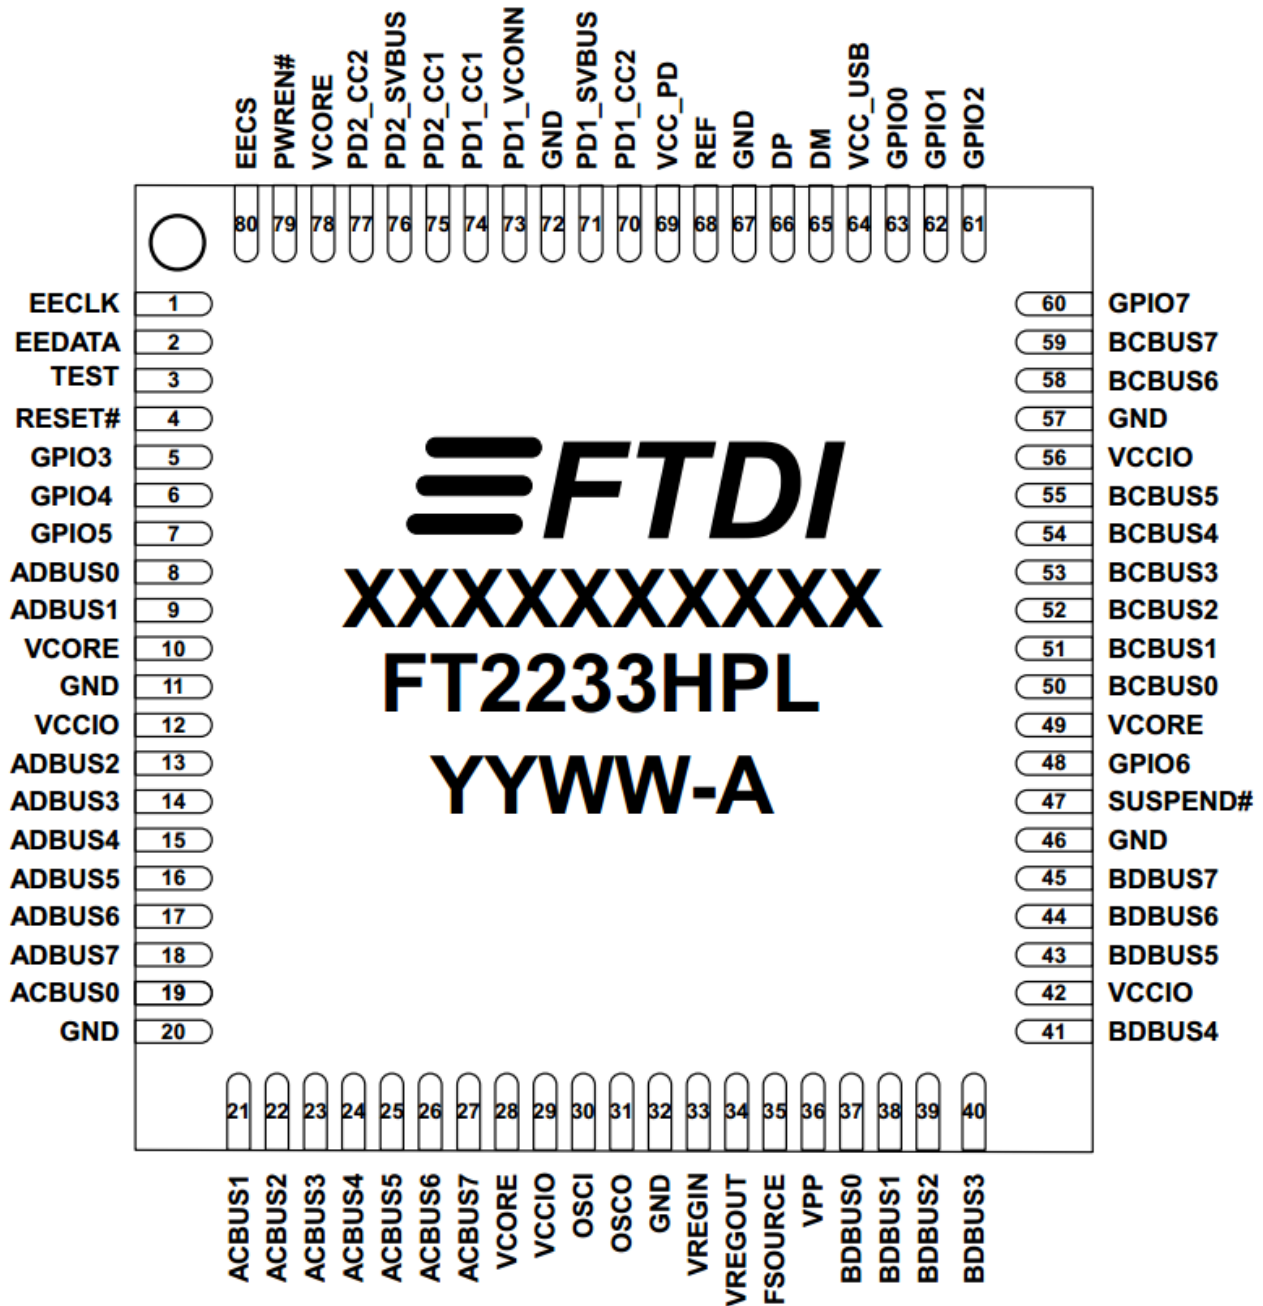 EECS
PWREN#
VCORE
PD2_CC2
PD2_SVBUS
PD2_CC1
PD1_CC1
PD1_VCONN
GND
PD1_SVBUS
PD1_CC2
VCC_PD
REF
GND
DP
DM
VCC_USB
GPIO0
GPIO1
GPIO2
80 79 78 77 76 75 74 73 72 71 70 69 68 67 66 65 64 63 62 61
EECLK 1
EEDATA 2
TEST 3
RESET# 4
GPIO3 5
GPIO4 6
GPIO5 7
ADBUS0 8
ADBUS1 9
VCORE 10
GND 11
VCCIO 12
ADBUS2 13
ADBUS3 14
ADBUS4 15
ADBUS5 16
ADBUS6 17
ADBUS7 18
ACBUS0 19
GND 20
FTDI
XXXXXXXXXX
FT2233HPL
YYWW-A
60 GPIO7
59 BCBUS7
58 BCBUS6
57 GND
56 VCCIO
55 BCBUS5
54 BCBUS4
53 BCBUS3
52 BCBUS2
51 BCBUS1
50 BCBUS0
49 VCORE
48 GPIO6
47 SUSPEND#
46 GND
45 BDBUS7
44 BDBUS6
43 BDBUS5
42 VCCIO
41 BDBUS4
21 22 23 24 25 26 27 28 29 30 31 32 33 34 35 36 37 38 39 40
ACBUS1
ACBUS2
ACBUS3
ACBUS4
ACBUS5
ACBUS6
ACBUS7
VCORE
VCCIO
OSCI
OSCO
GND
VREGIN
VREGOUT
FSOURCE
VPP
BDBUS0
BDBUS1
BDBUS2
BDBUS3